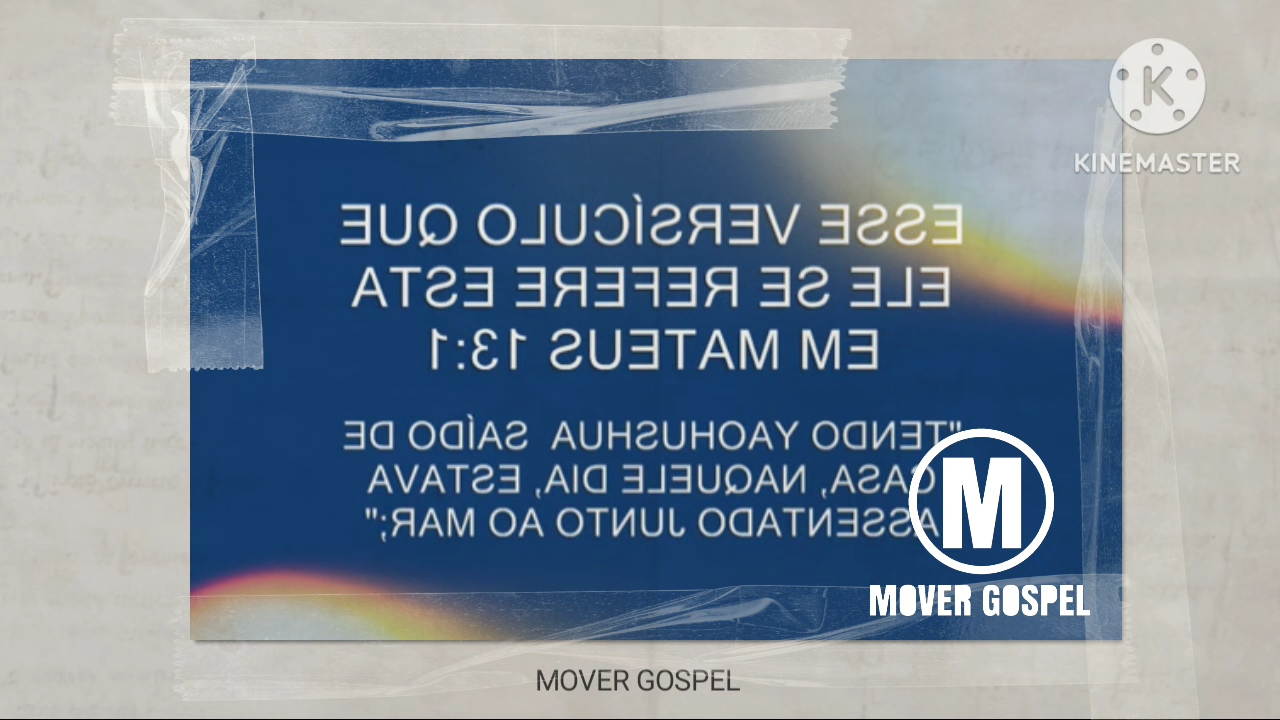 KINEMASTER
ESSE VERSÍCULO QUE
ELE SE REFERE ESTA
EM MATEUS 13:1
"TENDO YAOHUSHUA SAÍDO DE
CASA, NAQUELE DIA, ESTAVA
ASSENTADO JUNTO AO MAR;"
M
MOVER GOSPEL
MOVER GOSPEL